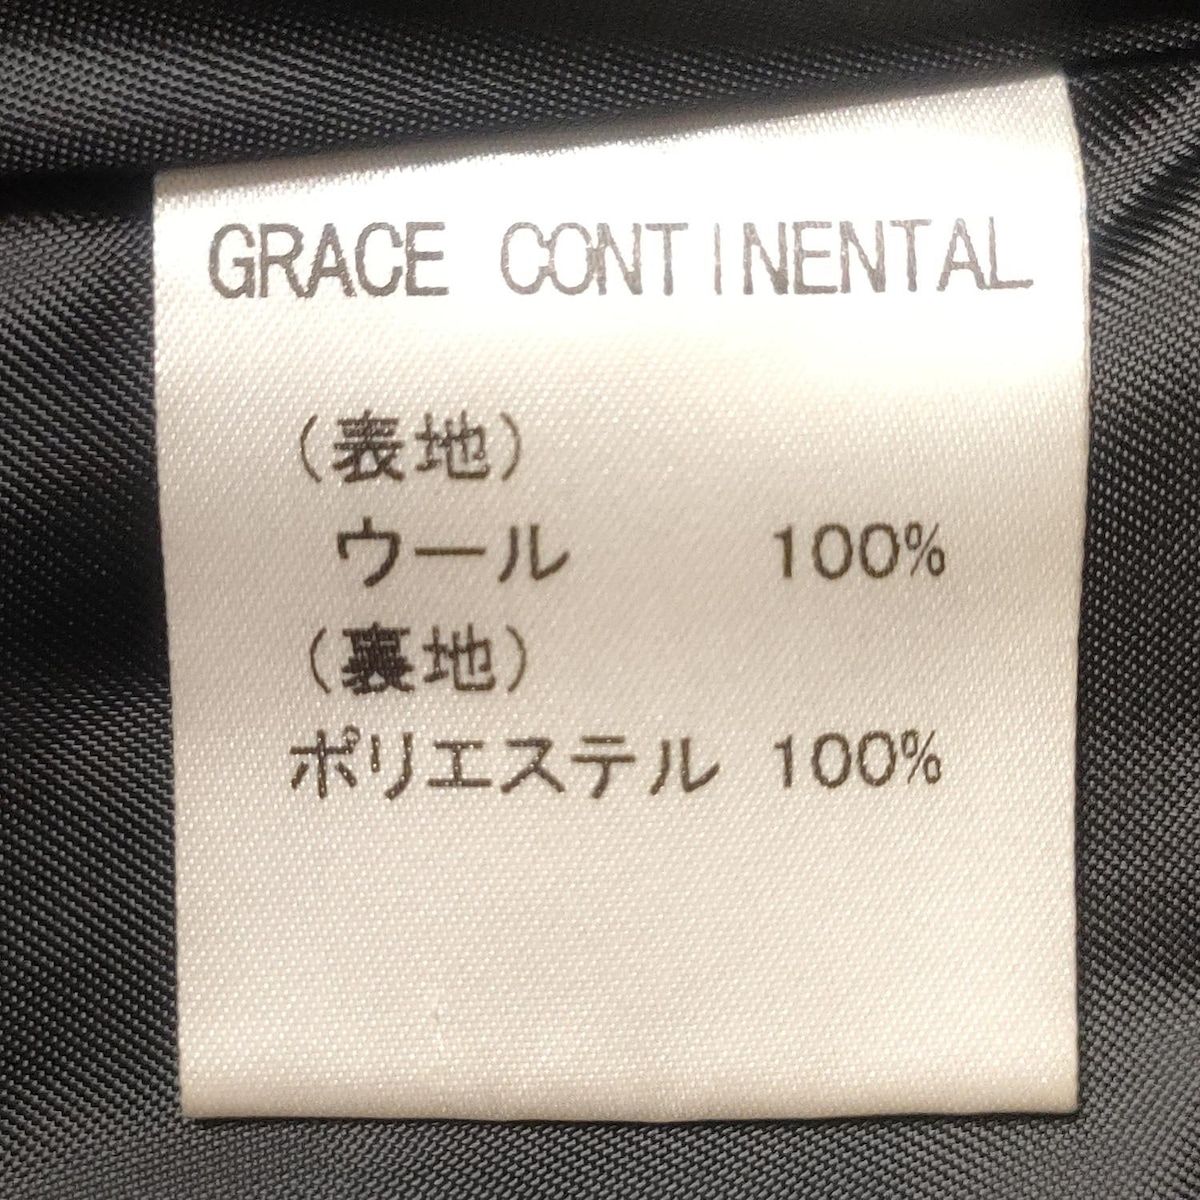 GRACE CONTINENTAL
(表地)
ウール 100%
(裏地)
ポリエステル 100%